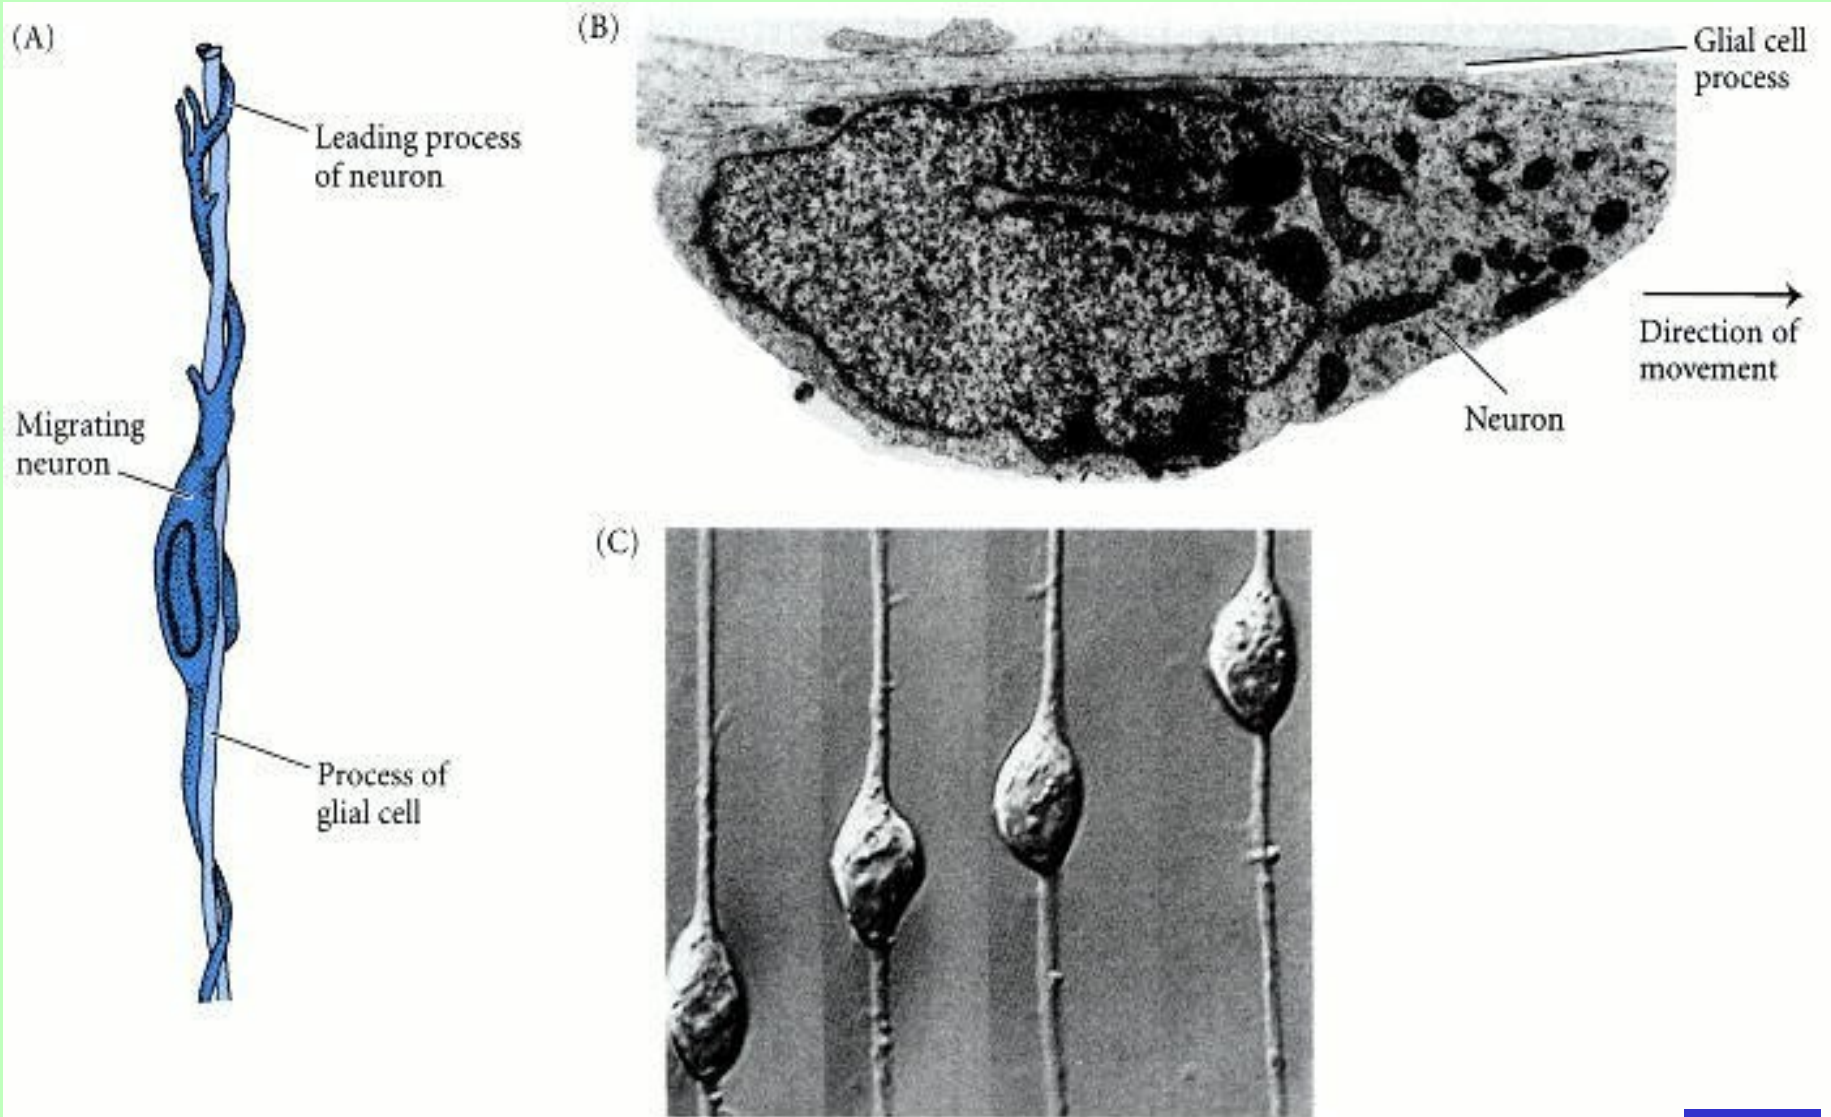 (A)
Leading process
of neuron
Migrating
neuron
Process of
glial cell
(B)
Glial cell
process
Direction of
movement
Neuron
(C)